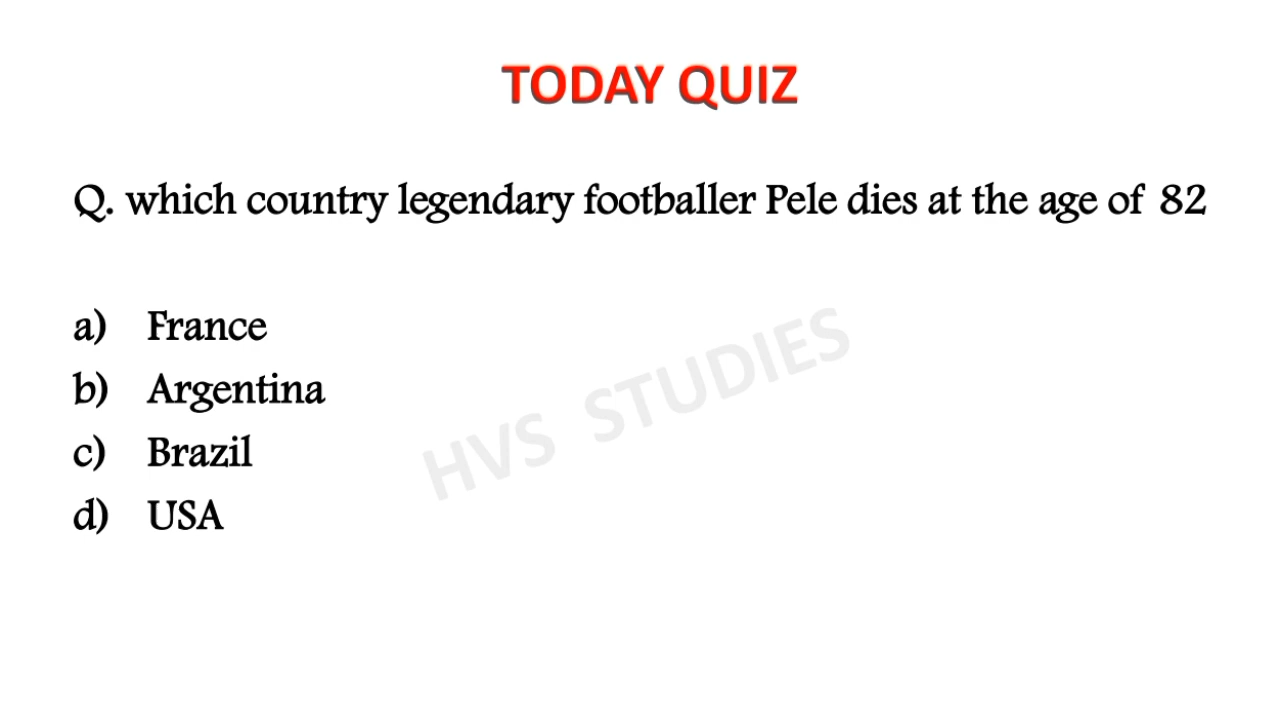 TODAY QUIZ
Q. which country legendary footballer Pele dies at the age of 82
a) France
b) Argentina
c) Brazil
d) USA
HVS STUDIES